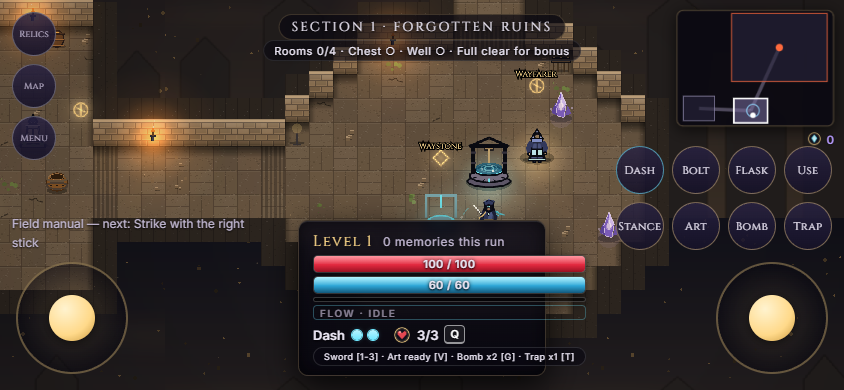 RELICS
MAP
MENU
SECTION 1 · FORGOTTEN RUINS
Rooms 0/4 · Chest O · Well O · Full clear for bonus
WAYFARER
WAYSTONE
0
DASH
BOLT
FLASK
USE
STANCE
ART
BOMB
TRAP
Field manual — next: Strike with the right
stick
LEVEL 1 0 memories this run
100 / 100
60 / 60
FLOW · IDLE
Dash 3/3 Q
Sword [1-3] · Art ready [V] · Bomb x2 [G] · Trap x1 [T]